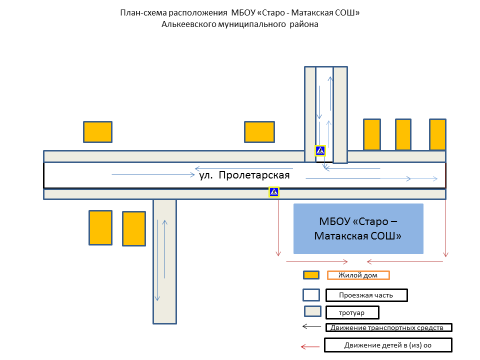 План-схема расположения МБОУ «Старо - Матакская СОШ»
Алькеевского муниципального района
ул. Пролетарская
МБОУ «Старо –
Матакская СОШ»
Жилой дом
Проезжая часть
тротуар
Движение транспортных средств
Движение детей в (из) оо